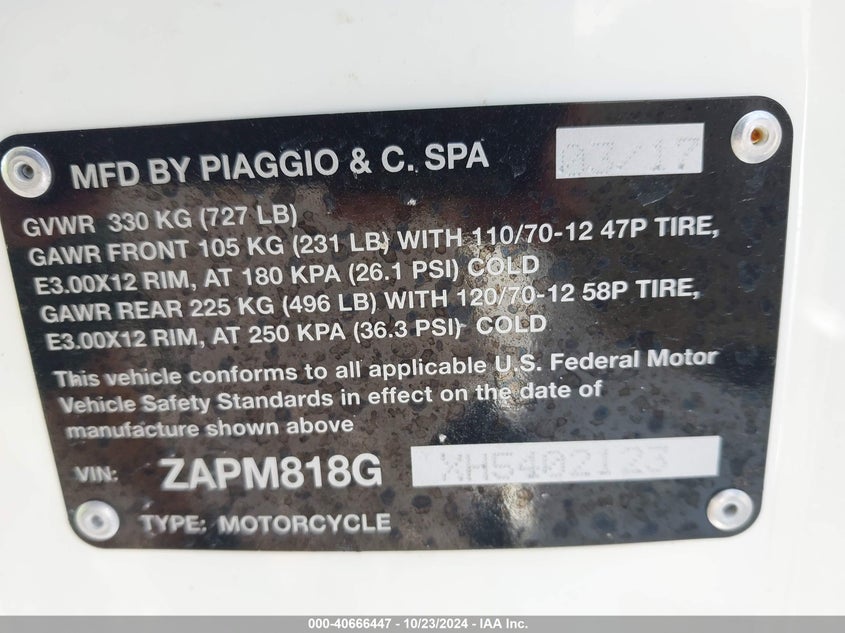 MFD BY PIAGGIO & C. SPA 03/17
GVWR 330 KG (727 LB)
GAWR FRONT 105 KG (231 LB) WITH 110/70-12 47P TIRE,
E3.00X12 RIM, AT 180 KPA (26.1 PSI) COLD
GAWR REAR 225 KG (496 LB) WITH 120/70-12 58P TIRE,
E3.00X12 RIM, AT 250 KPA (36.3 PSI) COLD
This vehicle conforms to all applicable U.S. Federal Motor
Vehicle Safety Standards in effect on the date of
manufacture shown above
VIN: ZAPM818G XH5402123
TYPE: MOTORCYCLE
000-40666447 - 10/23/2024 - IAA Inc.